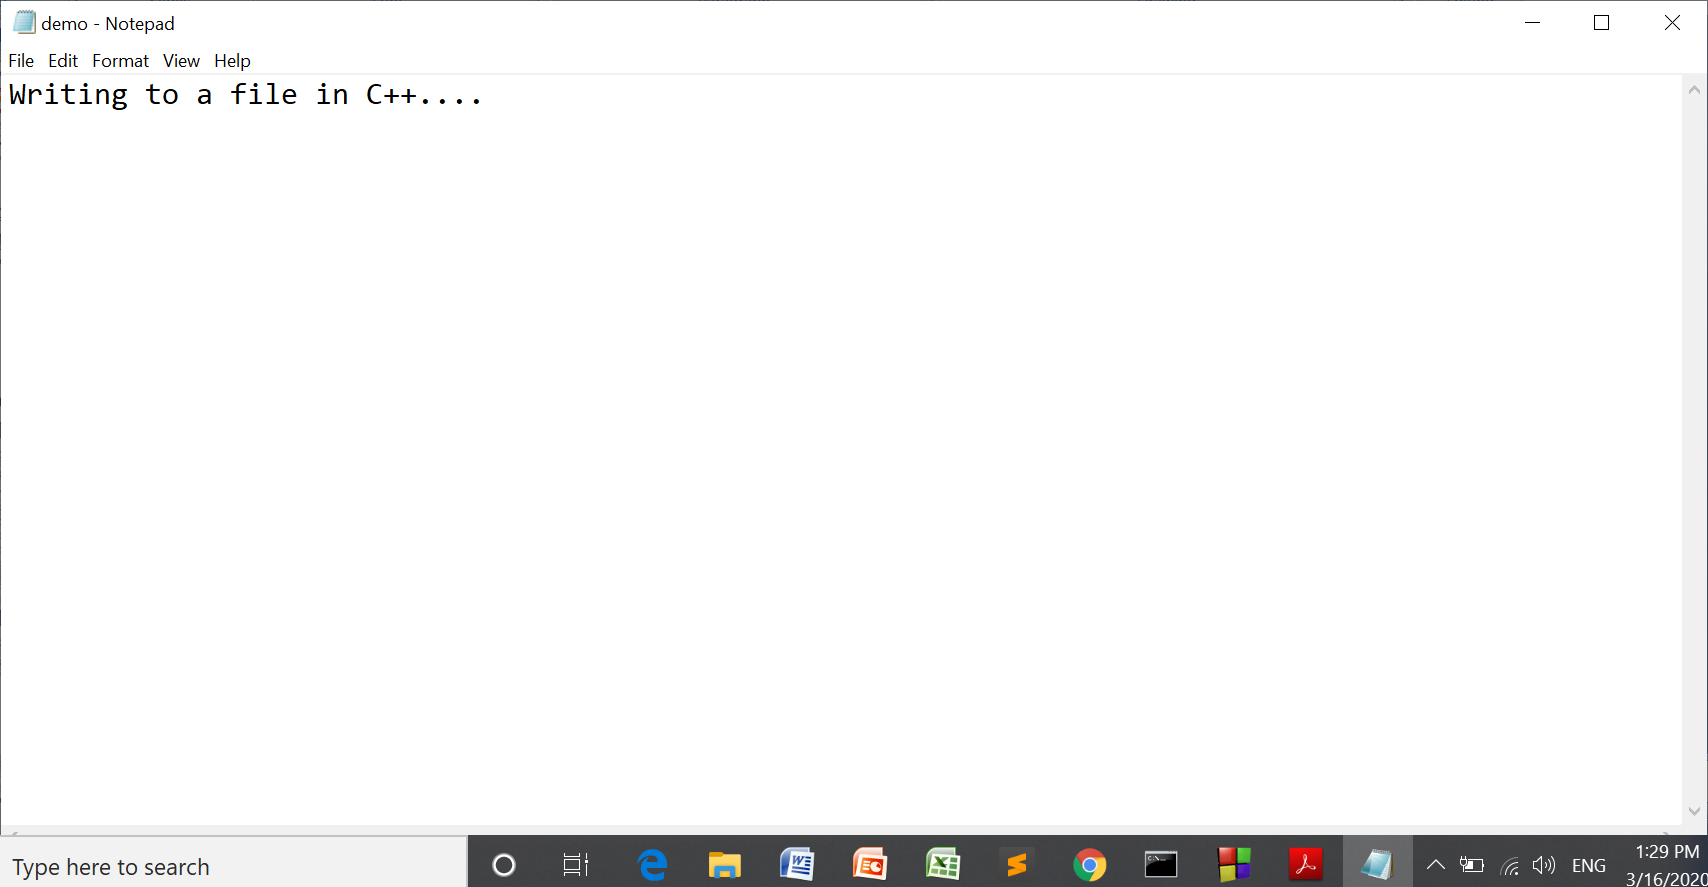 demo - Notepad
File Edit Format View Help
Writing to a file in C++....
Type here to search
ENG
1:29 PM
3/16/2020